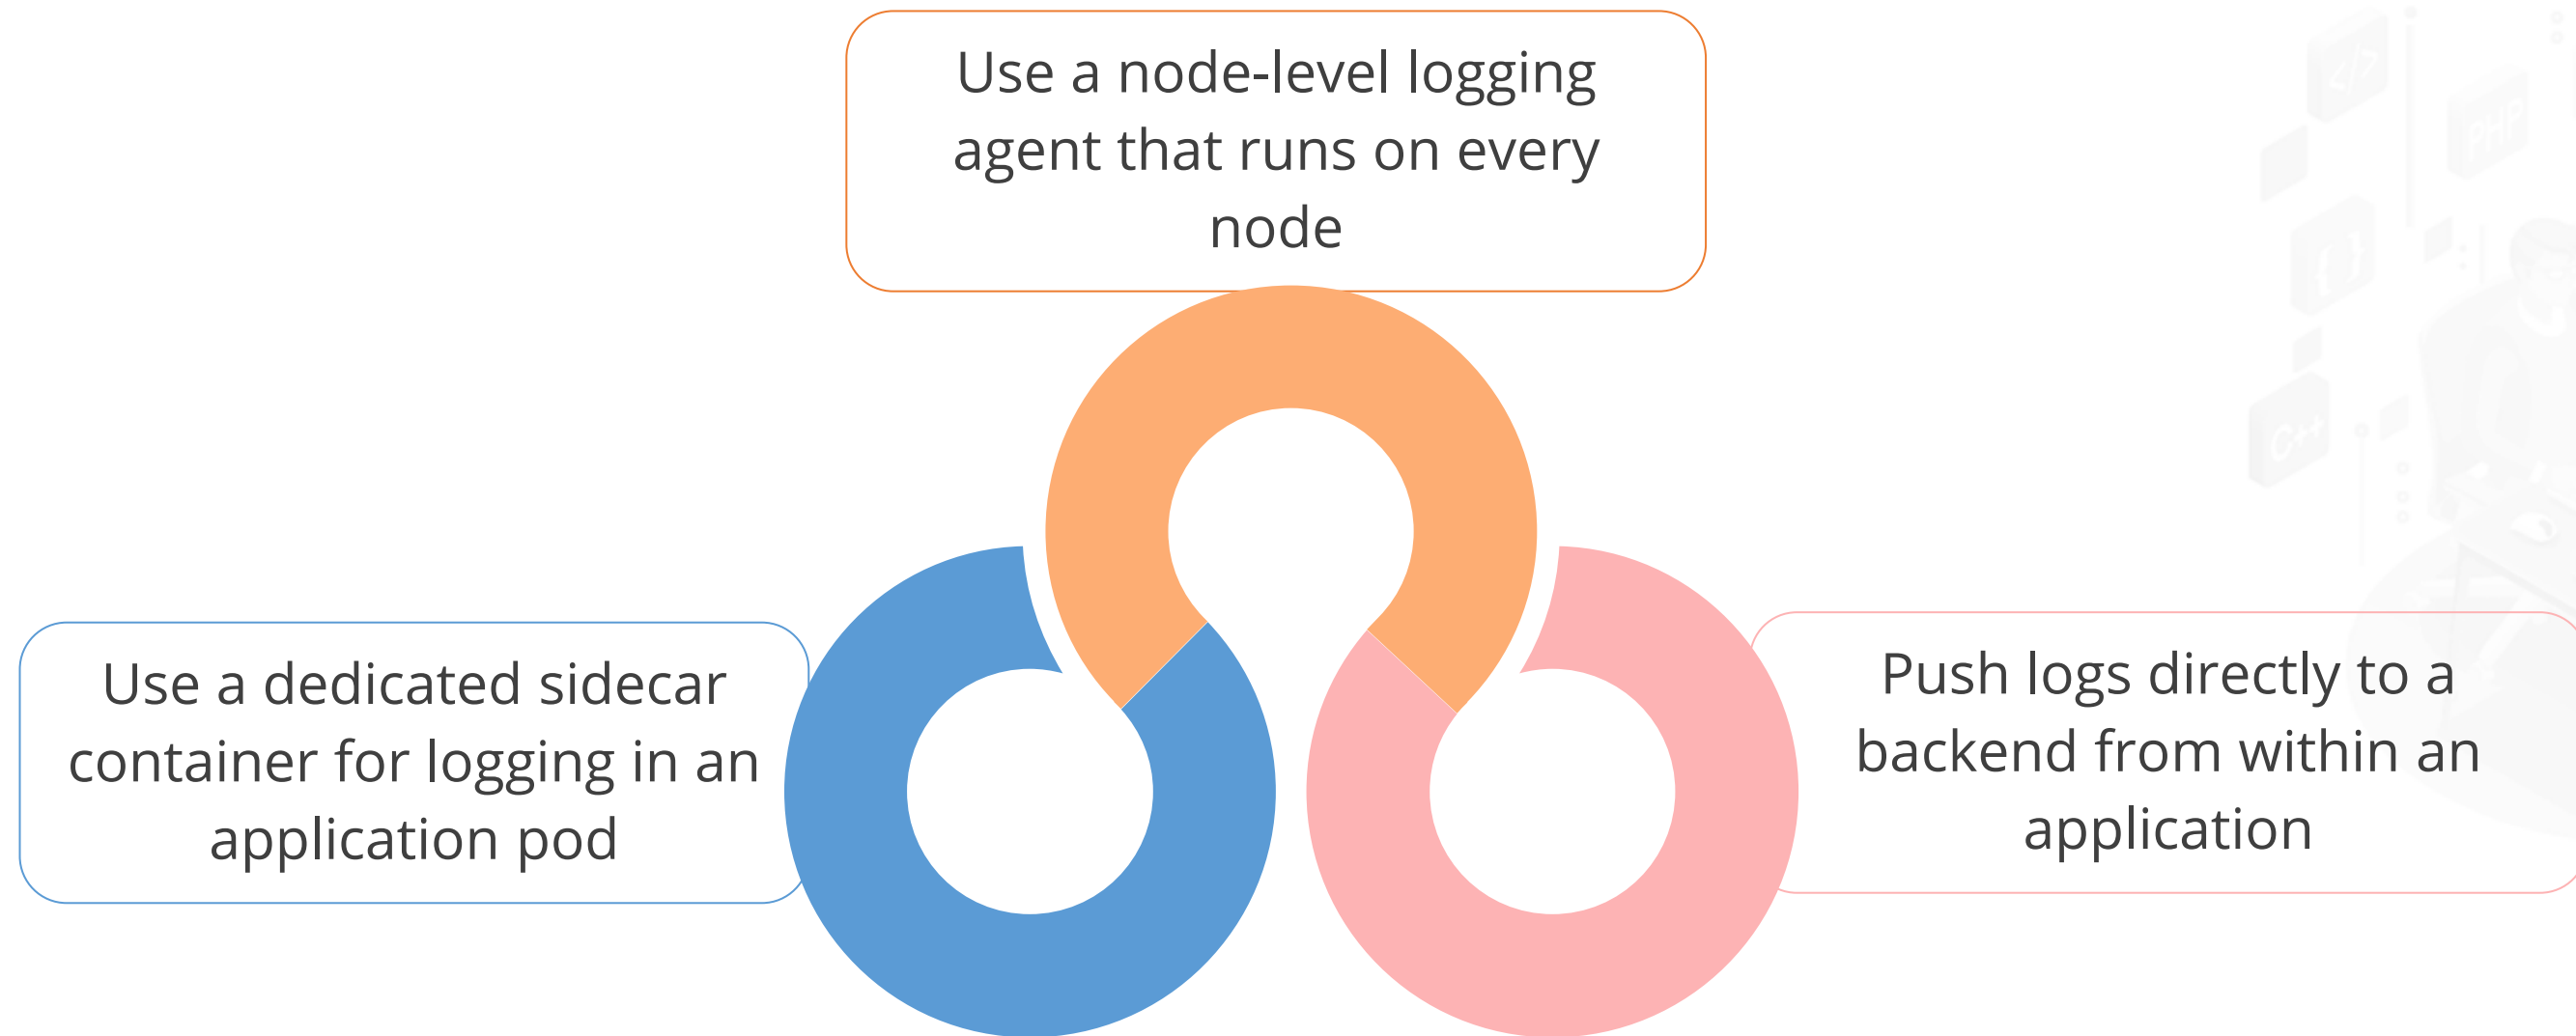 Use a node-level logging
agent that runs on every
node
Use a dedicated sidecar
container for logging in an
application pod
Push logs directly to a
backend from within an
application
</>
PHP
{ }
C++